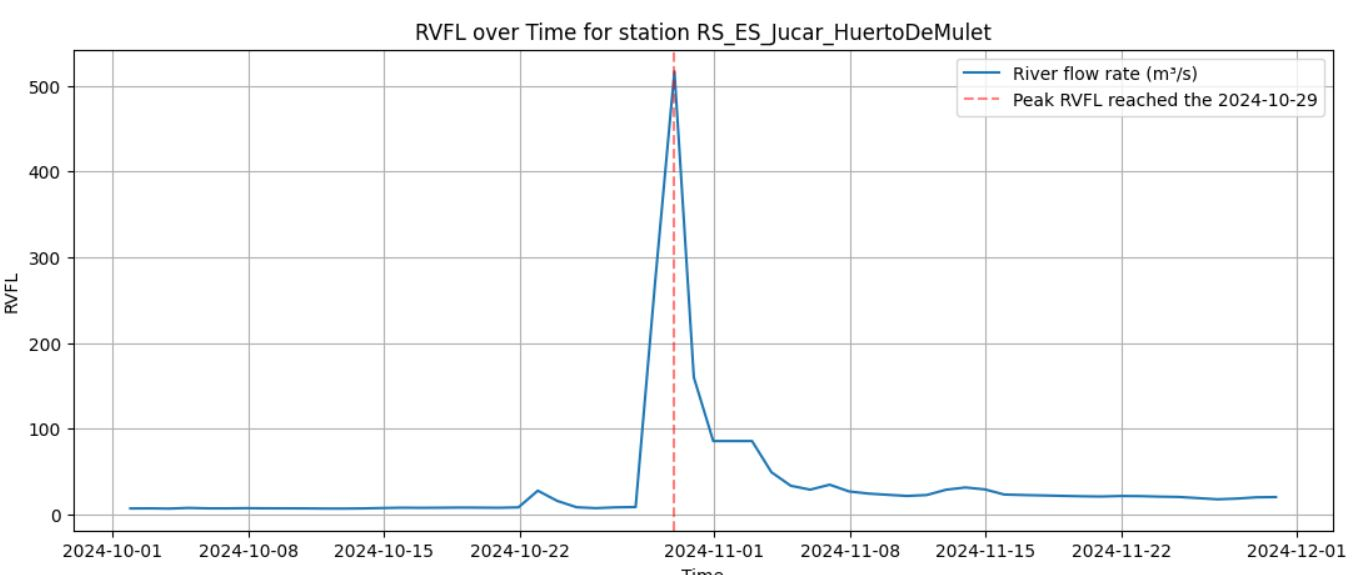 RVFL over Time for station RS_ES_Jucar_HuertoDeMulet
River flow rate (m³/s)
Peak RVFL reached the 2024-10-29
500
400
300
200
100
0
RVFL
2024-10-01 2024-10-08 2024-10-15 2024-10-22 2024-11-01 2024-11-08 2024-11-15 2024-11-22 2024-12-01
Time